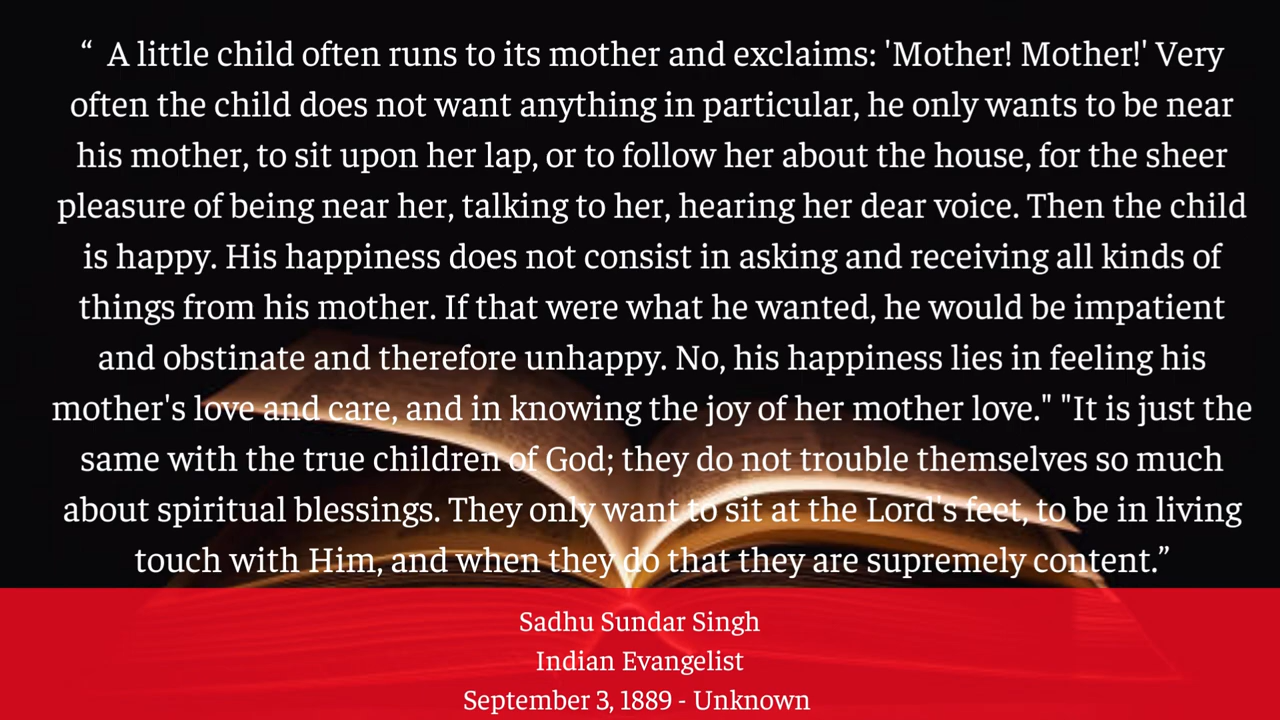 “ A little child often runs to its mother and exclaims: 'Mother! Mother!' Very
often the child does not want anything in particular, he only wants to be near
his mother, to sit upon her lap, or to follow her about the house, for the sheer
pleasure of being near her, talking to her, hearing her dear voice. Then the child
is happy. His happiness does not consist in asking and receiving all kinds of
things from his mother. If that were what he wanted, he would be impatient
and obstinate and therefore unhappy. No, his happiness lies in feeling his
mother's love and care, and in knowing the joy of her mother love." "It is just the
same with the true children of God; they do not trouble themselves so much
about spiritual blessings. They only want to sit at the Lord's feet, to be in living
touch with Him, and when they do that they are supremely content.”
Sadhu Sundar Singh
Indian Evangelist
September 3, 1889 - Unknown